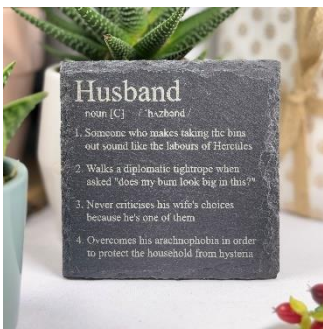 Husband
noun [C] / ˈhʌzbənd /
1. Someone who makes taking the bins
out sound like the labours of Hercules
2. Walks a diplomatic tightrope when
asked "does my bum look big in this?"
3. Never criticises his wife's choices
because he's one of them
4. Overcomes his arachnophobia in order
to protect the household from hysteria